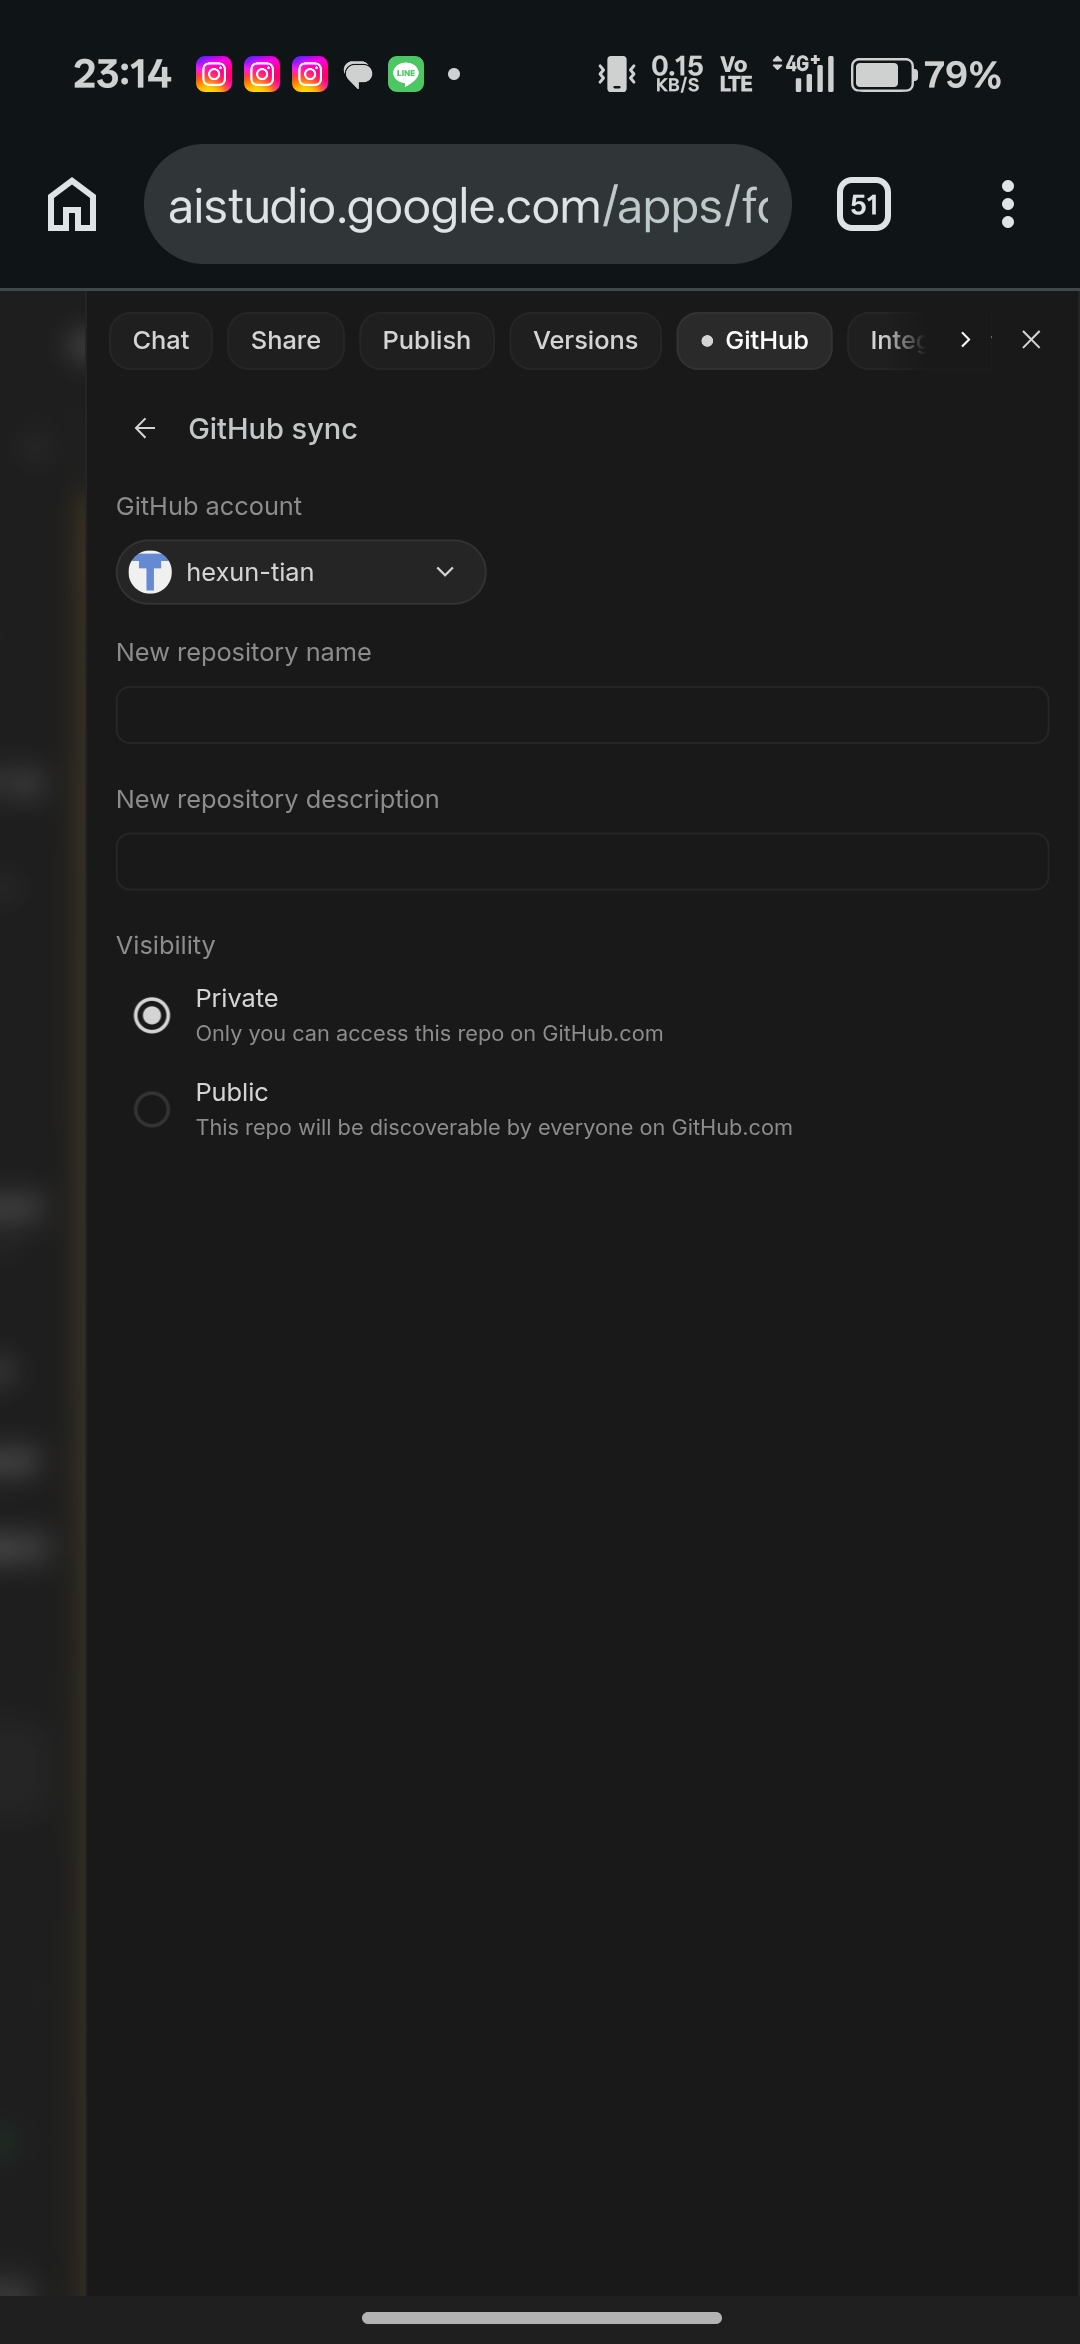 23:14
LINE
0.15 KB/S
Vo LTE
4G+
79%
aistudio.google.com/apps/
51
Chat
Share
Publish
Versions
GitHub
GitHub sync
GitHub account
hexun-tian
New repository name
New repository description
Visibility
Private
Only you can access this repo on GitHub.com
Public
This repo will be discoverable by everyone on GitHub.com